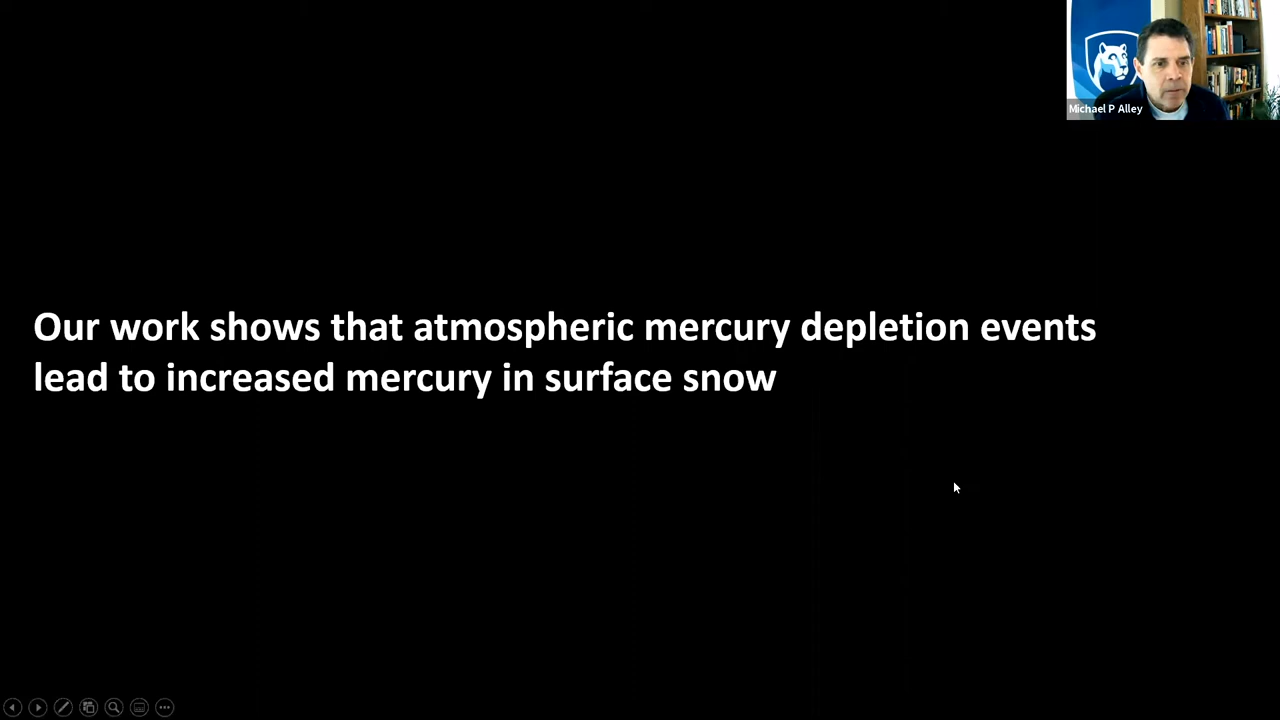 Michael P Alley
Our work shows that atmospheric mercury depletion events
lead to increased mercury in surface snow